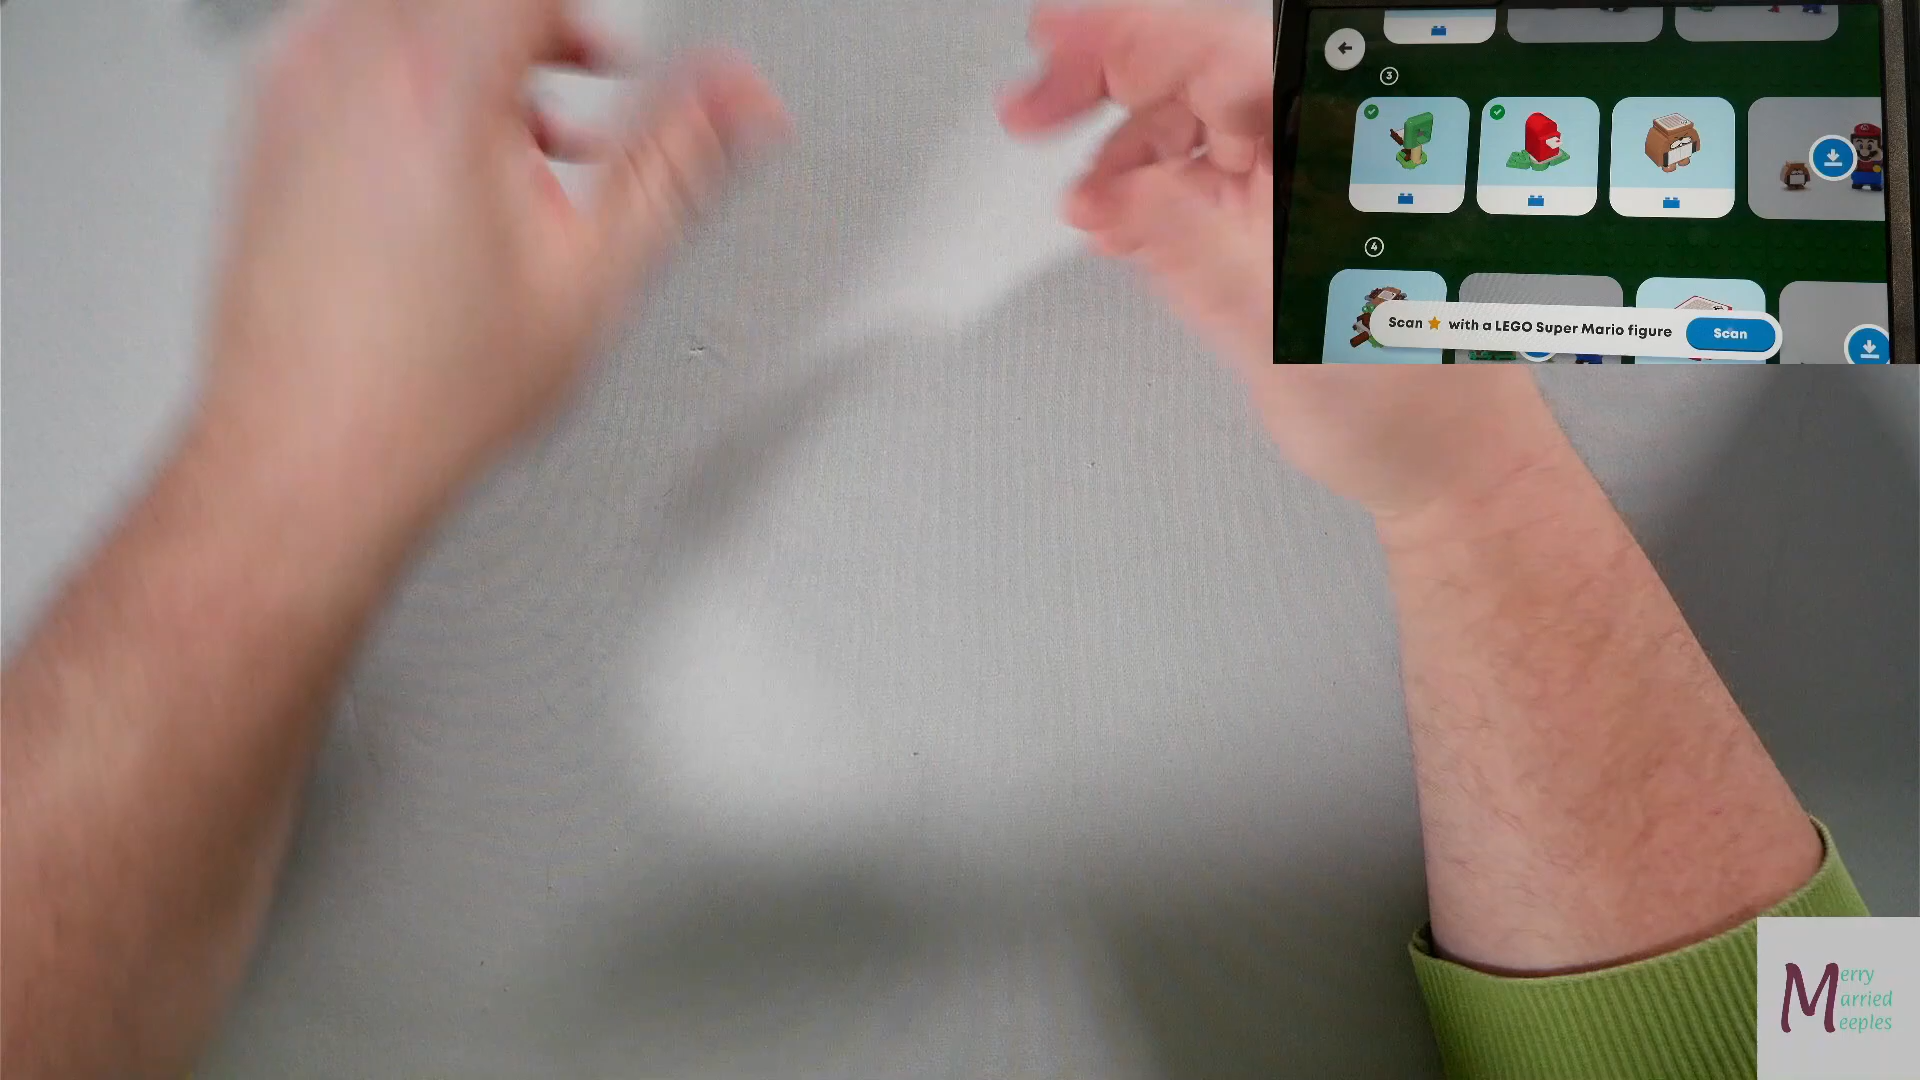 3
4
Scan ⭐ with a LEGO Super Mario figure
Scan
Merry
Married
Meeples